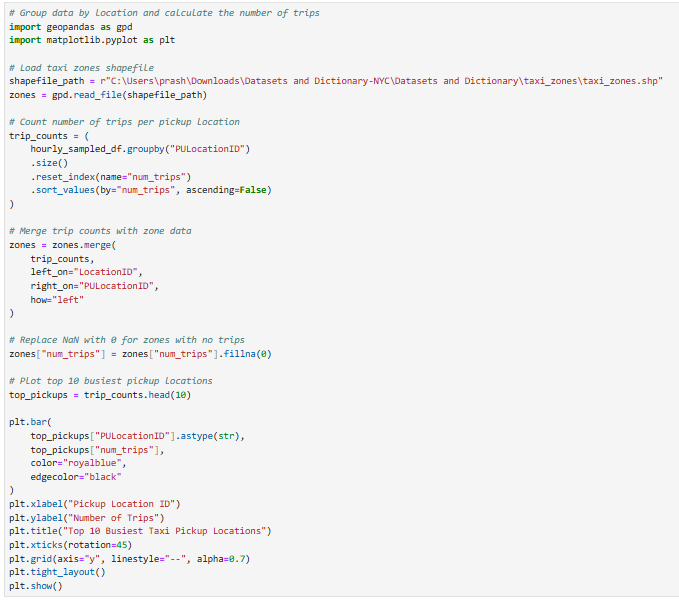 # Group data by location and calculate the number of trips
import geopandas as gpd
import matplotlib.pyplot as plt

# Load taxi zones shapefile
shapefile_path = r"C:\Users\prash\Downloads\Datasets and Dictionary-NYC\Datasets and Dictionary\taxi_zones\taxi_zones.shp"
zones = gpd.read_file(shapefile_path)

# Count number of trips per pickup location
trip_counts = (
    hourly_sampled_df.groupby("PULocationID")
    .size()
    .reset_index(name="num_trips")
    .sort_values(by="num_trips", ascending=False)
)

# Merge trip counts with zone data
zones = zones.merge(
    trip_counts,
    left_on="LocationID",
    right_on="PULocationID",
    how="left"
)

# Replace NaN with 0 for zones with no trips
zones["num_trips"] = zones["num_trips"].fillna(0)

# Plot top 10 busiest pickup locations
top_pickups = trip_counts.head(10)

plt.bar(
    top_pickups["PULocationID"].astype(str),
    top_pickups["num_trips"],
    color="royalblue",
    edgecolor="black"
)
plt.xlabel("Pickup Location ID")
plt.ylabel("Number of Trips")
plt.title("Top 10 Busiest Taxi Pickup Locations")
plt.xticks(rotation=45)
plt.grid(axis="y", linestyle="--", alpha=0.7)
plt.tight_layout()
plt.show()